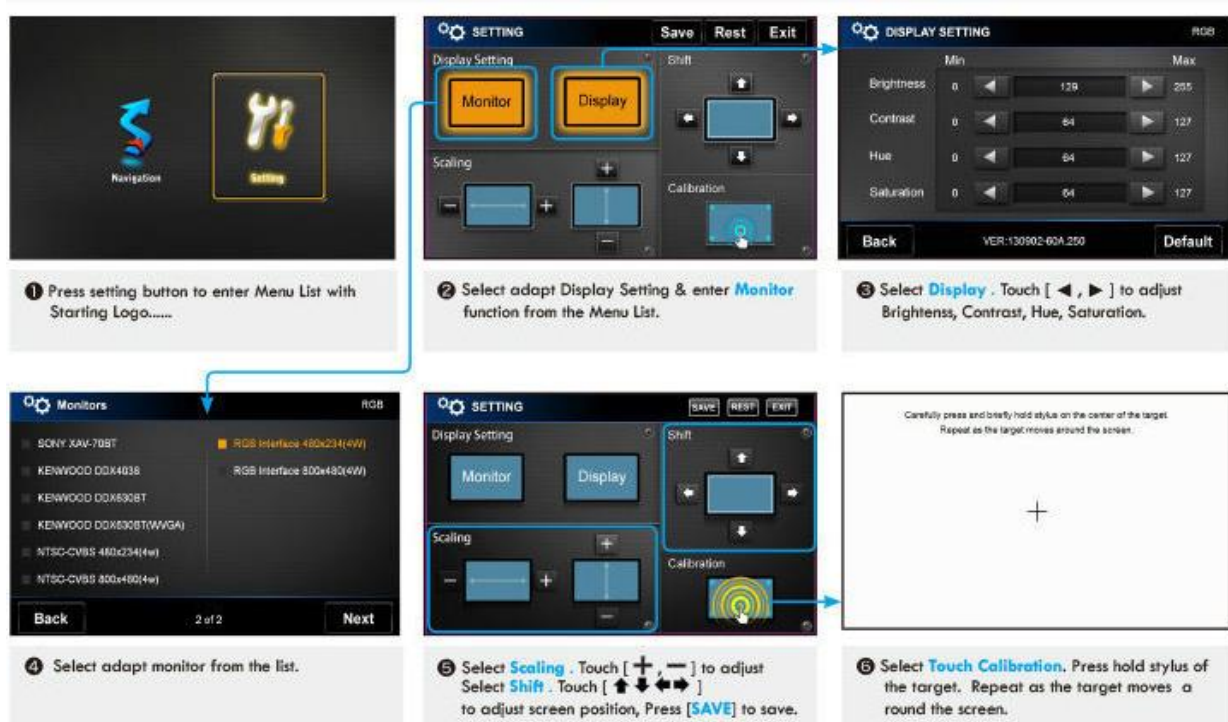 Navigation
Setting
❶ Press setting button to enter Menu List with
Starting Logo......
SETTING Save Rest Exit
Display Setting Shift
Monitor Display
Scaling
Calibration
❷ Select adapt Display Setting & enter Monitor
function from the Menu List.
DISPLAY SETTING RGB
Min Max
Brightness 0 ◀ 129 ▶ 255
Contrast 0 ◀ 64 ▶ 127
Hue 0 ◀ 64 ▶ 127
Saturation 0 ◀ 64 ▶ 127
Back VER:130902-60A.250 Default
❸ Select Display . Touch [ ◀ , ▶ ] to adjust
Brightenss, Contrast, Hue, Saturation.
Monitors RGB
SONY XAV-70BT RGB Interface 480x234(4W)
KENWOOD DDX4038 RGB Interface 800x480(4W)
KENWOOD DDX630BT
KENWOOD DDX630BT(WVGA)
NTSC-CVBS 480x234(4w)
NTSC-CVBS 800x480(4w)
Back 2 of 2 Next
❹ Select adapt monitor from the list.
SETTING SAVE REST EXIT
Display Setting Shift
Monitor Display
Scaling
Calibration
❺ Select Scaling . Touch [ + , − ] to adjust
Select Shift . Touch [ ⬆ ⬇ ⬅ ➡ ]
to adjust screen position, Press [SAVE] to save.
Carefully press and briefly hold stylus on the center of the target.
Repeat as the target moves around the screen.
❻ Select Touch Calibration. Press hold stylus of
the target. Repeat as the target moves a
round the screen.